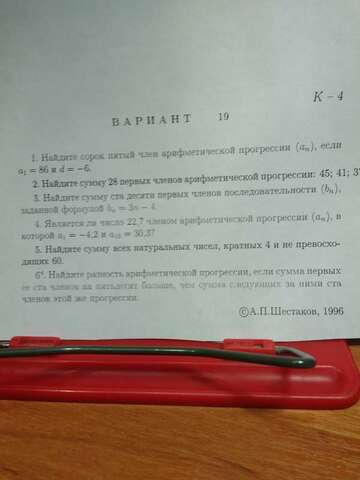 К – 4
ВАРИАНТ 19
1. Найдите сорок пятый член арифметической прогрессии (aₙ), если
a₁ = 86 и d = −6.
2. Найдите сумму 28 первых членов арифметической прогрессии: 45; 41; 37
3. Найдите сумму ста десяти первых членов последовательности (bₙ),
заданной формулой bₙ = 3n − 4.
4. Является ли число 22,7 членом арифметической прогрессии (aₙ), в
которой a₁ = −4,2 и a₁₀ = 30,3?
5. Найдите сумму всех натуральных чисел, кратных 4 и не превосхо-
дящих 60.
6*. Найдите разность арифметической прогрессии, если сумма первых
ее ста членов на пятьдесят больше, чем сумма следующих за ними ста
членов этой же прогрессии.
©А.П.Шестаков, 1996